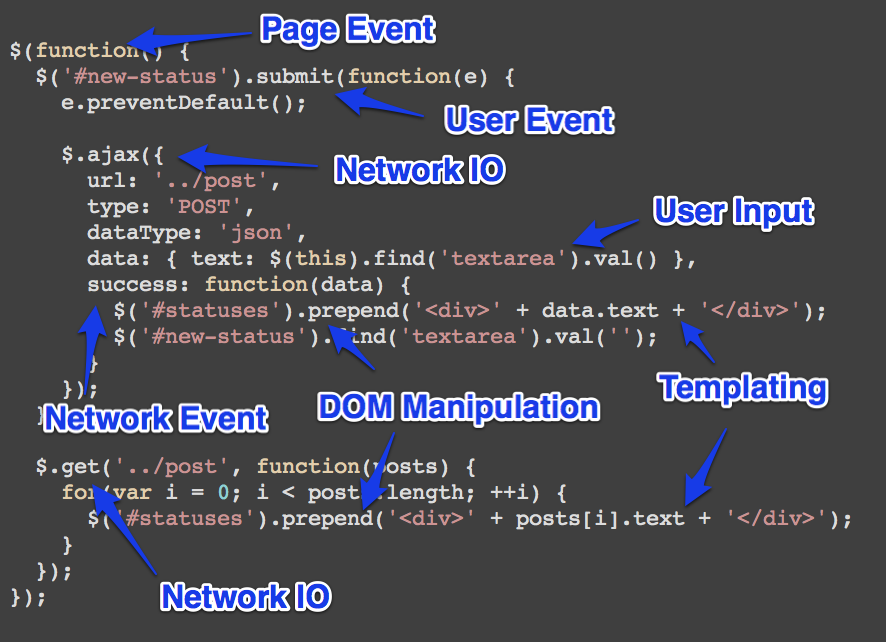 Page Event
$(function() {
$('#new-status').submit(function(e) {
e.preventDefault();
User Event
$.ajax({
Network IO
url: '../post',
type: 'POST',
User Input
dataType: 'json',
data: { text: $(this).find('textarea').val() },
success: function(data) {
$('#statuses').prepend('<div>' + data.text + '</div>');
$('#new-status').find('textarea').val('');
}
});
Templating
DOM Manipulation
Network Event
}
$.get('../post', function(posts) {
for(var i = 0; i < posts.length; ++i) {
$('#statuses').prepend('<div>' + posts[i].text + '</div>');
}
});
Network IO
});